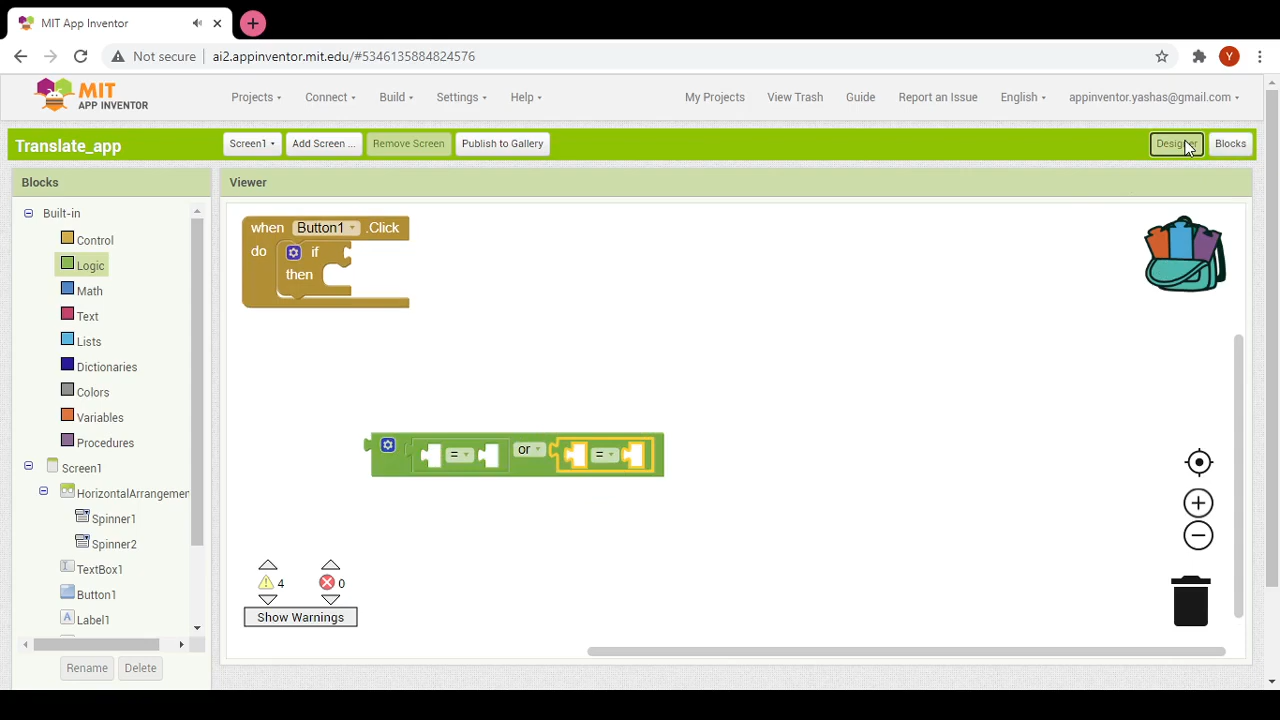 MIT App Inventor
Not secure
ai2.appinventor.mit.edu/#5346135884824576
Y
MIT
APP INVENTOR
Projects
Connect
Build
Settings
Help
My Projects
View Trash
Guide
Report an Issue
English
appinventor.yashas@gmail.com
Translate_app
Screen1
Add Screen ...
Remove Screen
Publish to Gallery
Designer
Blocks
Blocks
Viewer
Built-in
Control
Logic
Math
Text
Lists
Dictionaries
Colors
Variables
Procedures
Screen1
HorizontalArrangemen
Spinner1
Spinner2
TextBox1
Button1
Label1
Rename
Delete
when Button1 .Click
do if
then
= or =
4 0
Show Warnings